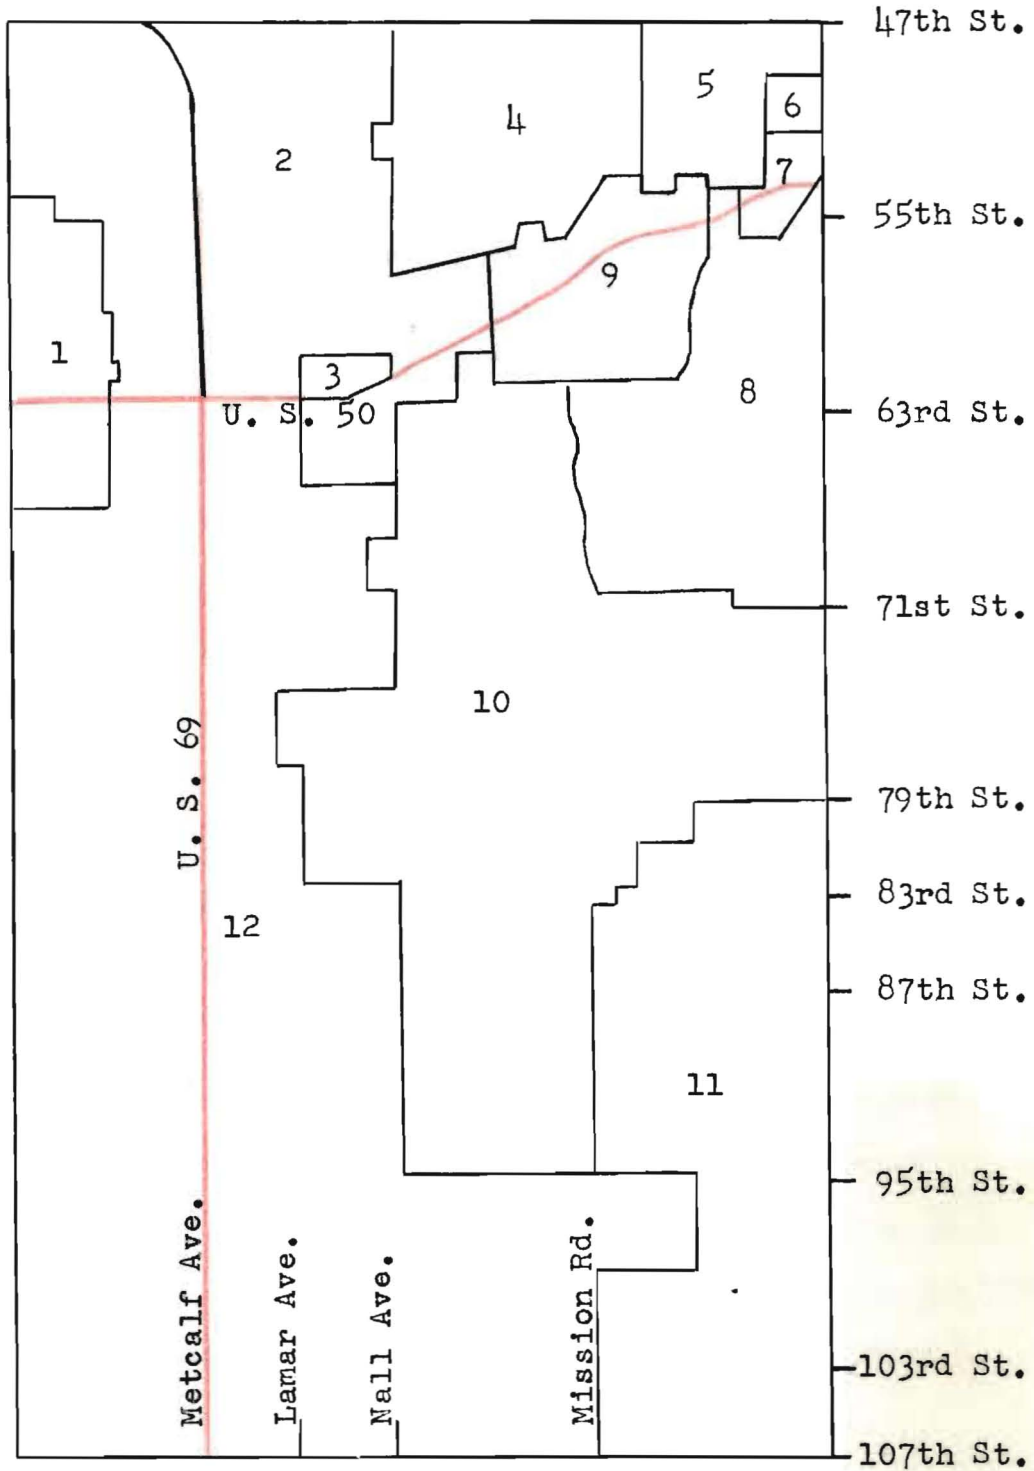 47th St.
5
6
4
2
7
55th St.
9
1
3
8
U. S. 50
63rd St.
71st St.
10
U. S. 69
79th St.
83rd St.
12
87th St.
11
95th St.
Metcalf Ave.
Lamar Ave.
Nall Ave.
Mission Rd.
103rd St.
107th St.